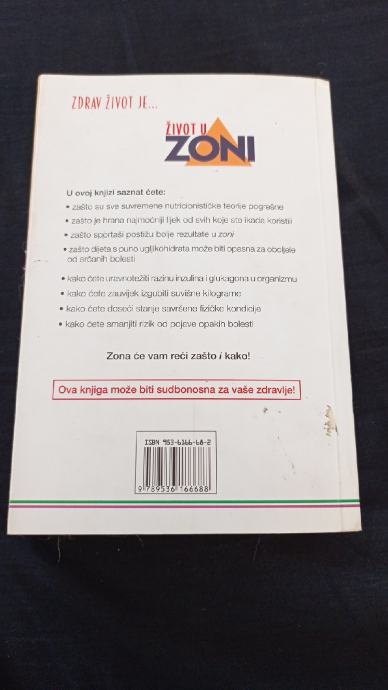 ZDRAV ŽIVOT JE...
ŽIVOT U
ZONI
U ovoj knjizi saznat ćete:
• zašto su sve suvremene nutricionističke teorije pogrešne
• zašto je hrana najmoćniji lijek od svih koje ste ikada koristili
• zašto sportaši postižu bolje rezultate u zoni
• zašto dijeta s puno ugljikohidrata može biti opasna za oboljele
od srčanih bolesti
• kako ćete uravnotežiti razinu inzulina i glukagona u organizmu
• kako ćete zauvijek izgubiti suvišne kilograme
• kako ćete doseći stanje savršene fizičke kondicije
• kako ćete smanjiti rizik od pojave opakih bolesti
Zona će vam reći zašto i kako!
Ova knjiga može biti sudbonosna za vaše zdravlje!
ISBN 953-6166-68-2
9 789536 166688